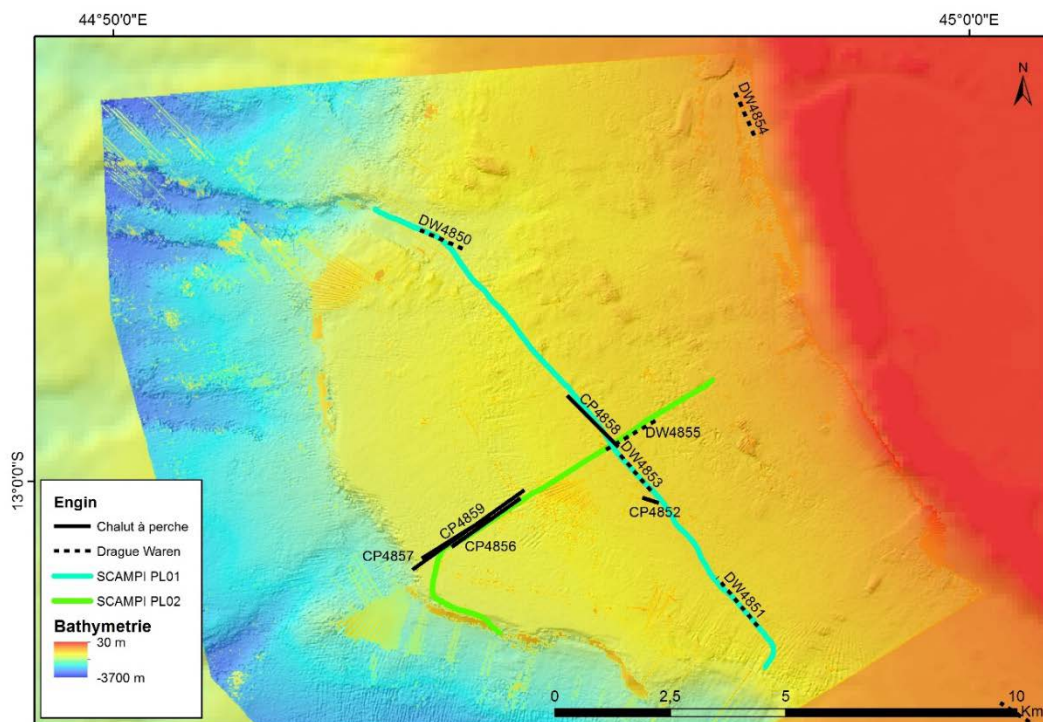 44°50'0"E
45°0'0"E
N
DW4854
DW4850
CP4858
DW4855
DW4853
13°0'0"S
CP4852
CP4859
CP4857
CP4856
DW4851
Engin
Chalut à perche
Drague Waren
SCAMPI PL01
SCAMPI PL02
Bathymetrie
30 m
-3700 m
0
2,5
5
10
Km